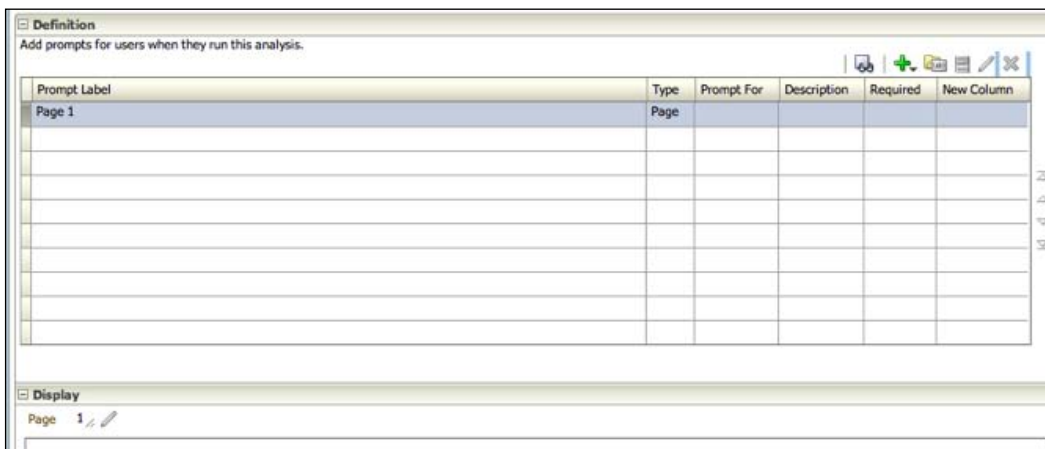 Definition
Add prompts for users when they run this analysis.
Prompt Label Type Prompt For Description Required New Column
Page 1 Page
Display
Page 1